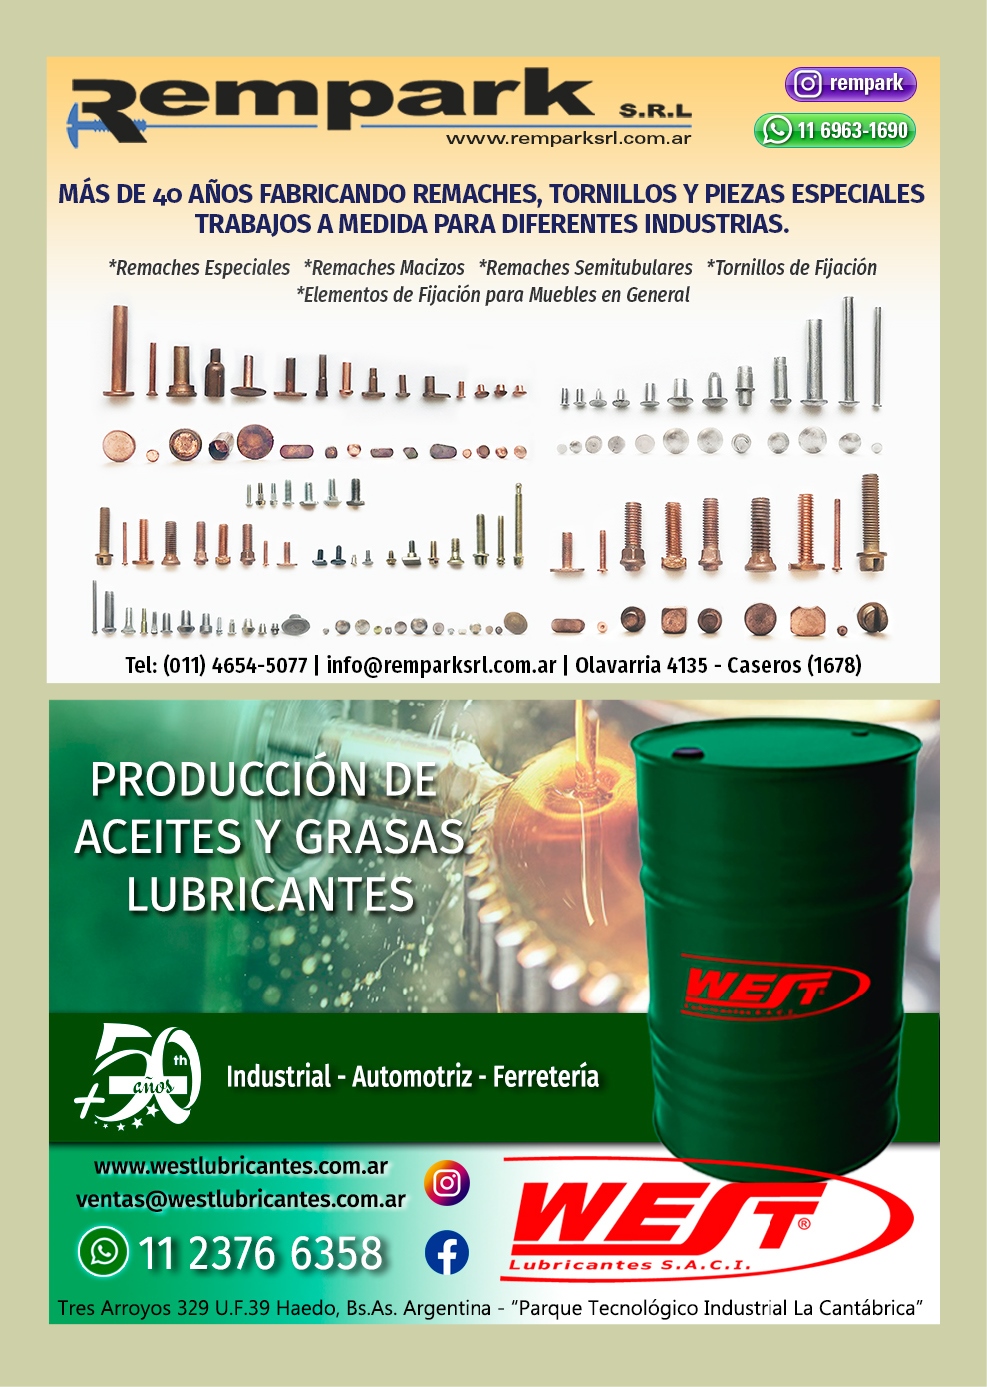 Rempark S.R.L
www.remparksrl.com.ar
rempark
11 6963-1690
MÁS DE 40 AÑOS FABRICANDO REMACHES, TORNILLOS Y PIEZAS ESPECIALES
TRABAJOS A MEDIDA PARA DIFERENTES INDUSTRIAS.
*Remaches Especiales *Remaches Macizos *Remaches Semitubulares *Tornillos de Fijación
*Elementos de Fijación para Muebles en General
Tel: (011) 4654-5077 | info@remparksrl.com.ar | Olavarria 4135 - Caseros (1678)
PRODUCCIÓN DE
ACEITES Y GRASAS
LUBRICANTES
WEST
Lubricantes S.A.C.I.
+50th
años
Industrial - Automotriz - Ferretería
www.westlubricantes.com.ar
ventas@westlubricantes.com.ar
11 2376 6358
WEST®
Lubricantes S.A.C.I.
Tres Arroyos 329 U.F.39 Haedo, Bs.As. Argentina - “Parque Tecnológico Industrial La Cantábrica”